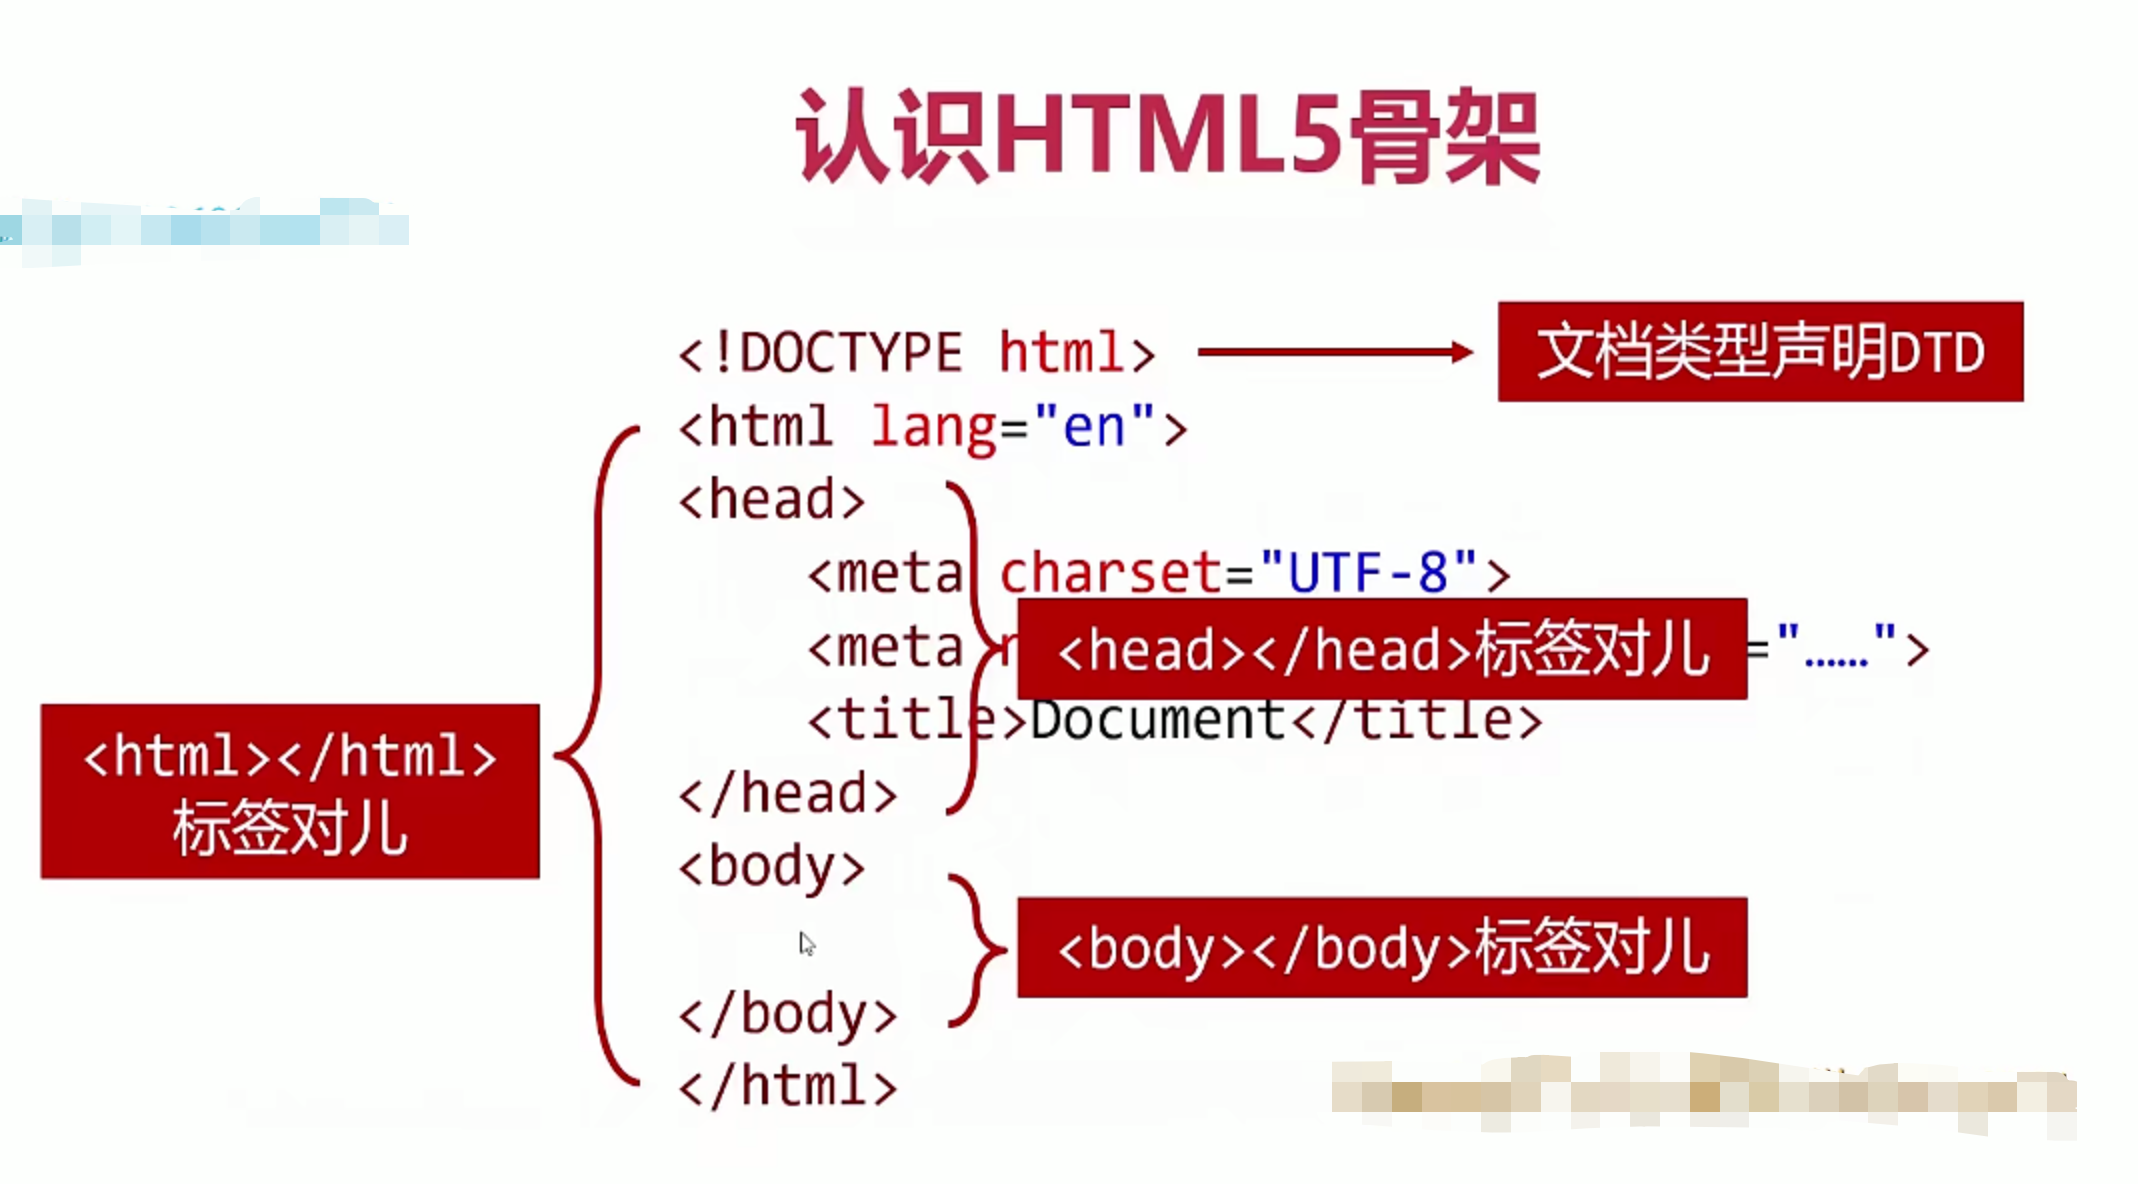 认识HTML5骨架
<!DOCTYPE html>
文档类型声明DTD
<html lang="en">
<head>
<meta charset="UTF-8">
<meta
<head></head>标签对儿
="……">
<title>Document</title>
</head>
<html></html>
标签对儿
<body>
<body></body>标签对儿
</body>
</html>